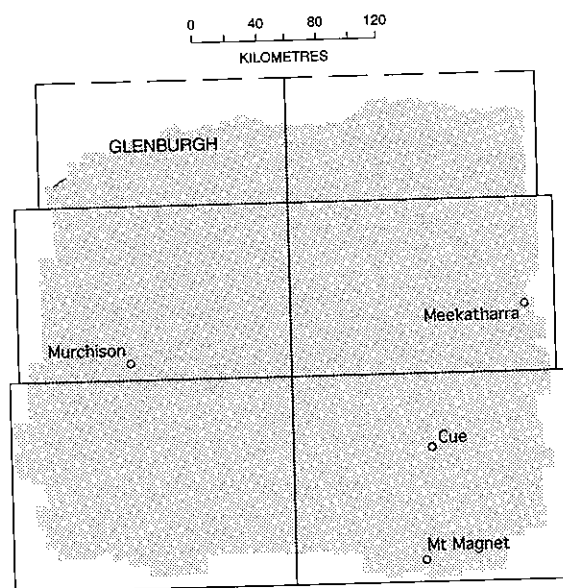 0 40 80 120
KILOMETRES
GLENBURGH
Meekatharra
Murchison
Cue
Mt Magnet